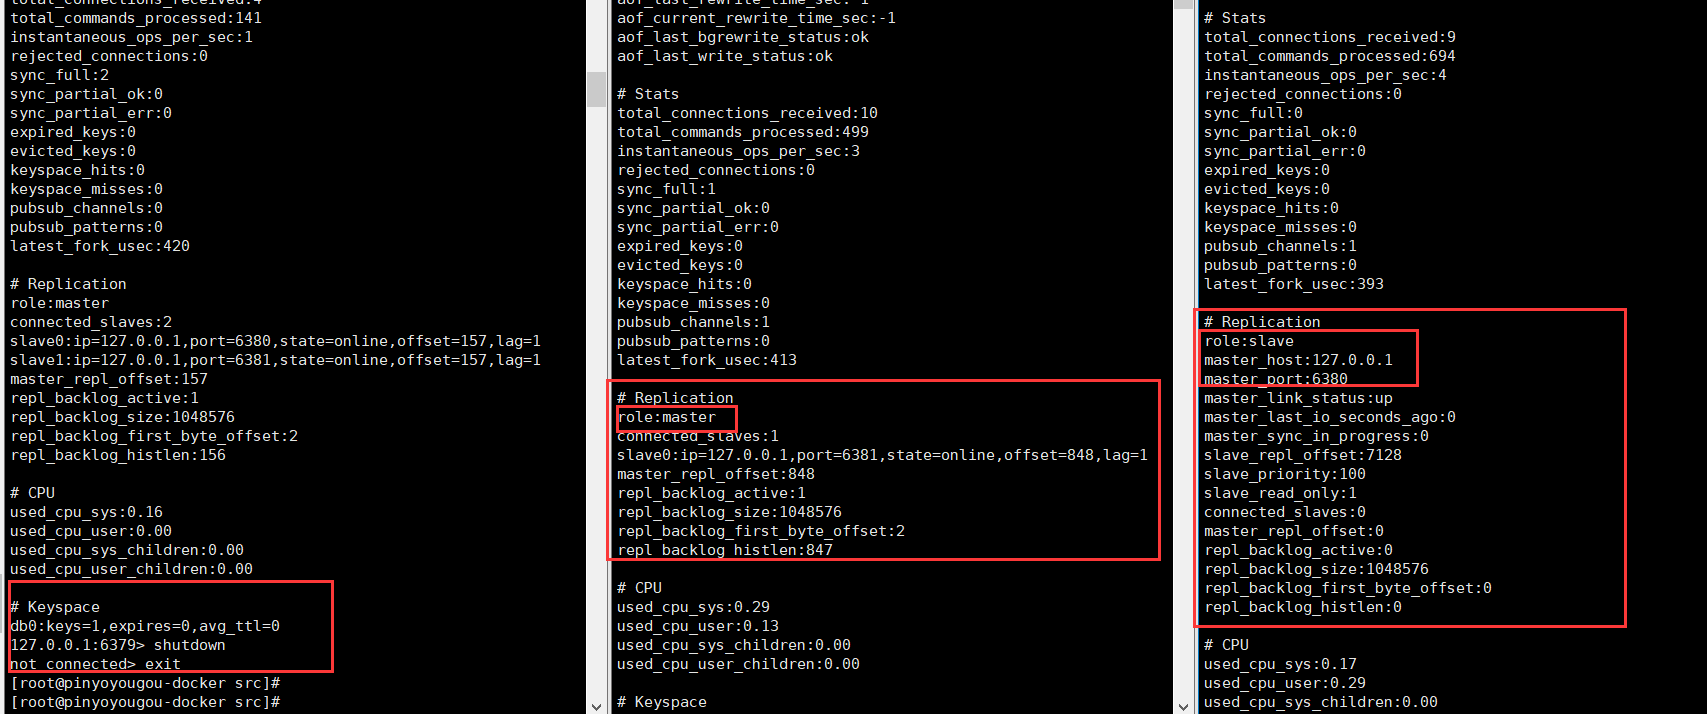 total_connections_received:4
total_commands_processed:141
instantaneous_ops_per_sec:1
rejected_connections:0
sync_full:2
sync_partial_ok:0
sync_partial_err:0
expired_keys:0
evicted_keys:0
keyspace_hits:0
keyspace_misses:0
pubsub_channels:0
pubsub_patterns:0
latest_fork_usec:420
# Replication
role:master
connected_slaves:2
slave0:ip=127.0.0.1,port=6380,state=online,offset=157,lag=1
slave1:ip=127.0.0.1,port=6381,state=online,offset=157,lag=1
master_repl_offset:157
repl_backlog_active:1
repl_backlog_size:1048576
repl_backlog_first_byte_offset:2
repl_backlog_histlen:156
# CPU
used_cpu_sys:0.16
used_cpu_user:0.00
used_cpu_sys_children:0.00
used_cpu_user_children:0.00
# Keyspace
db0:keys=1,expires=0,avg_ttl=0
127.0.0.1:6379> shutdown
not connected> exit
[root@pinyoyougou-docker src]#
[root@pinyoyougou-docker src]#
aof_last_rewrite_time_sec:-1
aof_current_rewrite_time_sec:-1
aof_last_bgrewrite_status:ok
aof_last_write_status:ok
# Stats
total_connections_received:10
total_commands_processed:499
instantaneous_ops_per_sec:3
rejected_connections:0
sync_full:1
sync_partial_ok:0
sync_partial_err:0
expired_keys:0
evicted_keys:0
keyspace_hits:0
keyspace_misses:0
pubsub_channels:1
pubsub_patterns:0
latest_fork_usec:413
# Replication
role:master
connected_slaves:1
slave0:ip=127.0.0.1,port=6381,state=online,offset=848,lag=1
master_repl_offset:848
repl_backlog_active:1
repl_backlog_size:1048576
repl_backlog_first_byte_offset:2
repl_backlog_histlen:847
# CPU
used_cpu_sys:0.29
used_cpu_user:0.13
used_cpu_sys_children:0.00
used_cpu_user_children:0.00
# Keyspace
# Stats
total_connections_received:9
total_commands_processed:694
instantaneous_ops_per_sec:4
rejected_connections:0
sync_full:0
sync_partial_ok:0
sync_partial_err:0
expired_keys:0
evicted_keys:0
keyspace_hits:0
keyspace_misses:0
pubsub_channels:1
pubsub_patterns:0
latest_fork_usec:393
# Replication
role:slave
master_host:127.0.0.1
master_port:6380
master_link_status:up
master_last_io_seconds_ago:0
master_sync_in_progress:0
slave_repl_offset:7128
slave_priority:100
slave_read_only:1
connected_slaves:0
master_repl_offset:0
repl_backlog_active:0
repl_backlog_size:1048576
repl_backlog_first_byte_offset:0
repl_backlog_histlen:0
# CPU
used_cpu_sys:0.17
used_cpu_user:0.29
used_cpu_sys_children:0.00